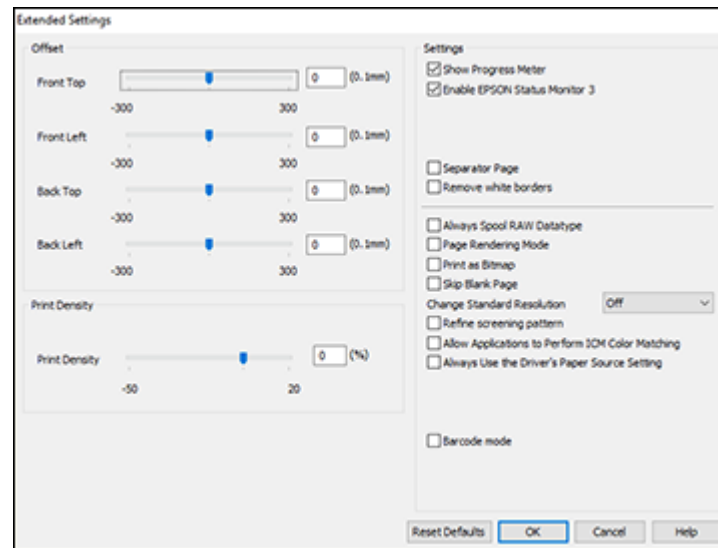 Extended Settings
Offset
Front Top
0
(0.1mm)
-300
300
Front Left
0
(0.1mm)
-300
300
Back Top
0
(0.1mm)
-300
300
Back Left
0
(0.1mm)
-300
300
Print Density
Print Density
0
(%)
-50
20
Settings
Show Progress Meter
Enable EPSON Status Monitor 3
Separator Page
Remove white borders
Always Spool RAW Datatype
Page Rendering Mode
Print as Bitmap
Skip Blank Page
Change Standard Resolution
Off
Refine screening pattern
Allow Applications to Perform ICM Color Matching
Always Use the Driver's Paper Source Setting
Barcode mode
Reset Defaults
OK
Cancel
Help